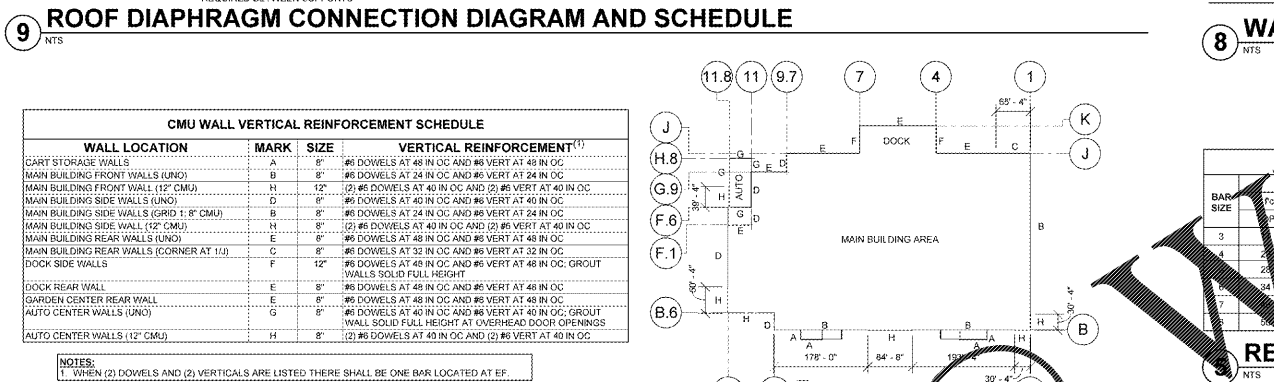 REQUIRED BETWEEN SUPPORTS
9 ROOF DIAPHRAGM CONNECTION DIAGRAM AND SCHEDULE
NTS
8
NTS
CMU WALL VERTICAL REINFORCEMENT SCHEDULE
WALL LOCATION MARK SIZE VERTICAL REINFORCEMENT(1)
CART STORAGE WALLS A 8" #6 DOWELS AT 48 IN OC AND #6 VERT AT 48 IN OC
MAIN BUILDING FRONT WALLS (UNO) B 8" #6 DOWELS AT 24 IN OC AND #6 VERT AT 24 IN OC
MAIN BUILDING FRONT WALL (12" CMU) H 12" (2) #6 DOWELS AT 40 IN OC AND (2) #6 VERT AT 40 IN OC
MAIN BUILDING SIDE WALLS (UNO) D 8" #6 DOWELS AT 40 IN OC AND #6 VERT AT 40 IN OC
MAIN BUILDING SIDE WALLS (GRID 1; 8" CMU) B 8" #6 DOWELS AT 24 IN OC AND #6 VERT AT 24 IN OC
MAIN BUILDING SIDE WALL (12" CMU) H 8" (2) #6 DOWELS AT 40 IN OC AND (2) #6 VERT AT 40 IN OC
MAIN BUILDING REAR WALLS (UNO) E 8" #6 DOWELS AT 48 IN OC AND #6 VERT AT 48 IN OC
MAIN BUILDING REAR WALLS (CORNER AT 1/J) C 8" #6 DOWELS AT 32 IN OC AND #6 VERT AT 32 IN OC
DOCK SIDE WALLS F 12" #6 DOWELS AT 48 IN OC AND #6 VERT AT 48 IN OC; GROUT
WALLS SOLID FULL HEIGHT
DOCK REAR WALL E 8" #6 DOWELS AT 48 IN OC AND #6 VERT AT 48 IN OC
GARDEN CENTER REAR WALL E 8" #6 DOWELS AT 48 IN OC AND #6 VERT AT 48 IN OC
AUTO CENTER WALLS (UNO) G 8" #6 DOWELS AT 40 IN OC AND #6 VERT AT 40 IN OC; GROUT
WALL SOLID FULL HEIGHT AT OVERHEAD DOOR OPENINGS
AUTO CENTER WALLS (12" CMU) H 8" (2) #6 DOWELS AT 40 IN OC AND (2) #6 VERT AT 40 IN OC
NOTES:
1. WHEN (2) DOWELS AND (2) VERTICALS ARE LISTED THERE SHALL BE ONE BAR LOCATED AT EF.
11.8 11 9.7 7 4 1
65' - 4"
J E K
F DOCK F
E E C J
H.8 G G E D
G.9 H AUTO D
39' - 4"
F.6 G D
F.1 E
B
MAIN BUILDING AREA
D
60' - 4" H
30' - 4"
B.6 H D H B
A B A H B A
A A
178' - 0" 84' - 8"
30' - 4"
BAR
SIZE
3
4
7
RE
NTS